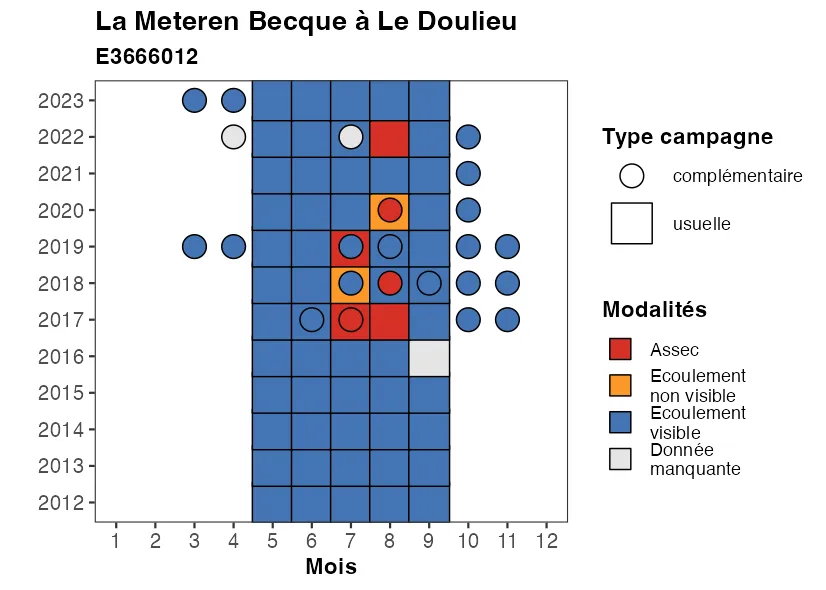 La Meteren Becque à Le Doulieu
E3666012
2023
2022
2021
2020
2019
2018
2017
2016
2015
2014
2013
2012
1 2 3 4 5 6 7 8 9 10 11 12
Mois
Type campagne
complémentaire
usuelle
Modalités
Assec
Ecoulement
non visible
Ecoulement
visible
Donnée
manquante